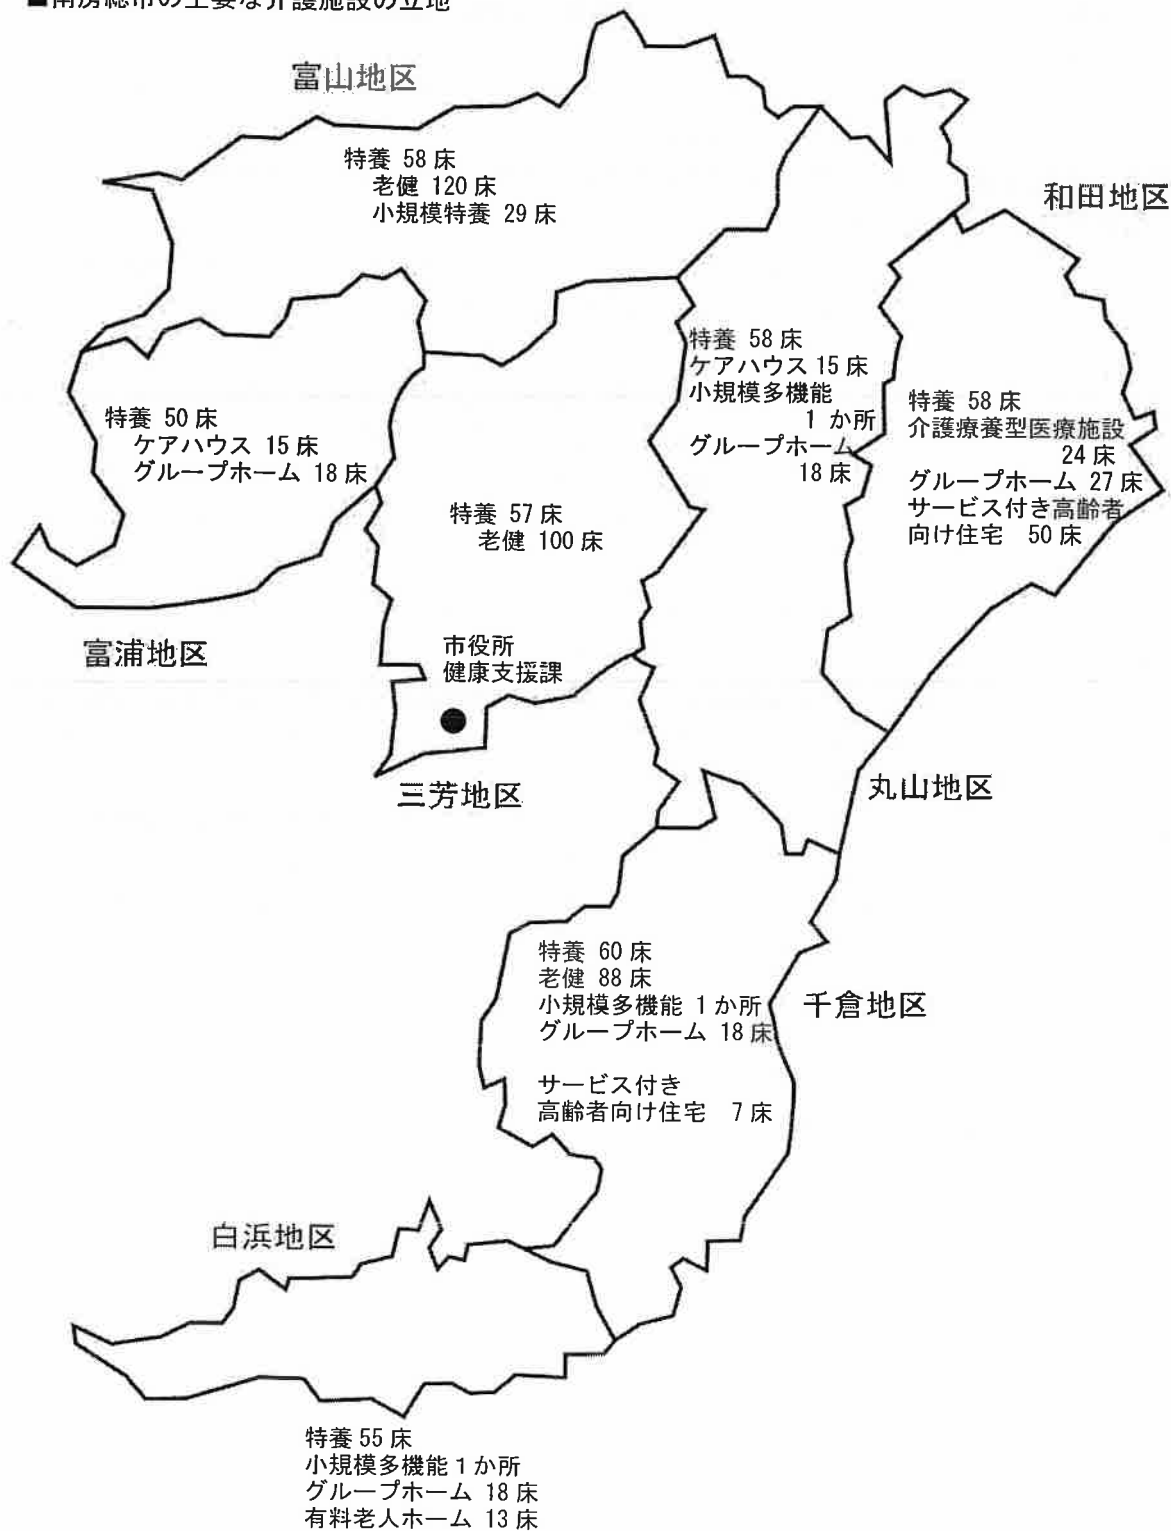 ■南房総市の主要な介護施設の立地
富山地区
特養 58 床
老健 120 床
小規模特養 29 床
和田地区
特養 58 床
ケアハウス 15 床
小規模多機能
1 か所
グループホーム
18 床
特養 58 床
介護療養型医療施設
24 床
グループホーム 27 床
サービス付き高齢者
向け住宅 50 床
特養 50 床
ケアハウス 15 床
グループホーム 18 床
特養 57 床
老健 100 床
富浦地区
市役所
健康支援課
三芳地区
丸山地区
特養 60 床
老健 88 床
小規模多機能 1 か所
グループホーム 18 床
サービス付き
高齢者向け住宅 7 床
千倉地区
白浜地区
特養 55 床
小規模多機能 1 か所
グループホーム 18 床
有料老人ホーム 13 床